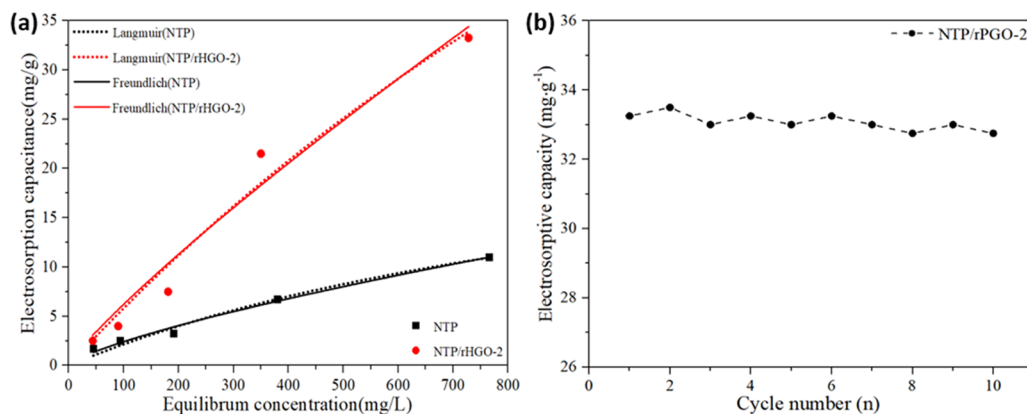 (a)
Electrosorption capacitance(mg/g)
35
30
25
20
15
10
5
0
Langmuir(NTP)
Langmuir(NTP/rHGO-2)
Freundlich(NTP)
Freundlich(NTP/rHGO-2)
NTP
NTP/rHGO-2
0 100 200 300 400 500 600 700 800
Equilibrum concentration(mg/L)
(b)
Electrosorptive capacity (mg·g⁻¹)
36
34
32
30
28
26
NTP/rPGO-2
0 2 4 6 8 10
Cycle number (n)